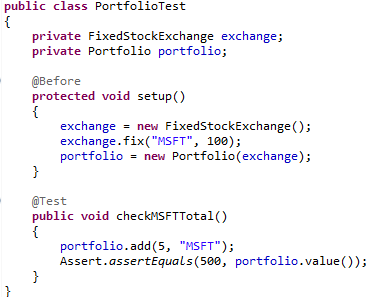 public class PortfolioTest
{
    private FixedStockExchange exchange;
    private Portfolio portfolio;

    @Before
    protected void setup()
    {
        exchange = new FixedStockExchange();
        exchange.fix("MSFT", 100);
        portfolio = new Portfolio(exchange);
    }

    @Test
    public void checkMSFTTotal()
    {
        portfolio.add(5, "MSFT");
        Assert.assertEquals(500, portfolio.value());
    }
}